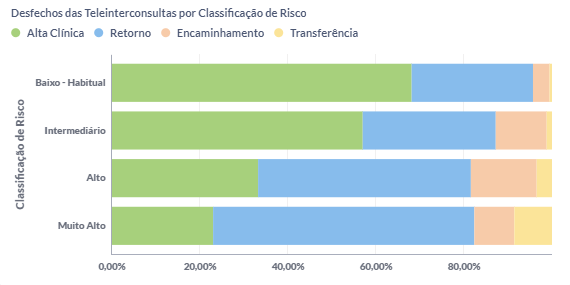 Desfechos das Teleinterconsultas por Classificação de Risco
Alta Clínica Retorno Encaminhamento Transferência
Classificação de Risco
Baixo - Habitual
Intermediário
Alto
Muito Alto
0,00% 20,00% 40,00% 60,00% 80,00%